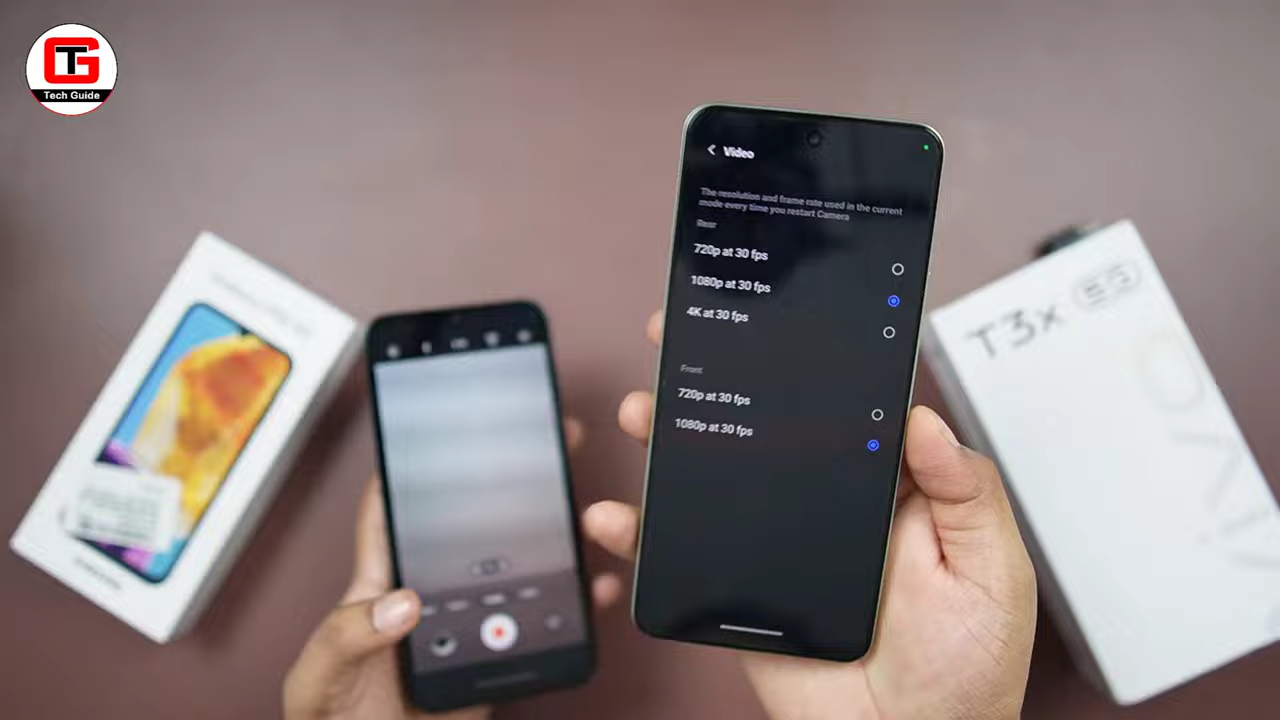 TG
Tech Guide
Video
The resolution and frame rate used in the current
mode every time you restart Camera
Rear
720p at 30 fps
1080p at 30 fps
4K at 30 fps
Front
720p at 30 fps
1080p at 30 fps
T3x 5G